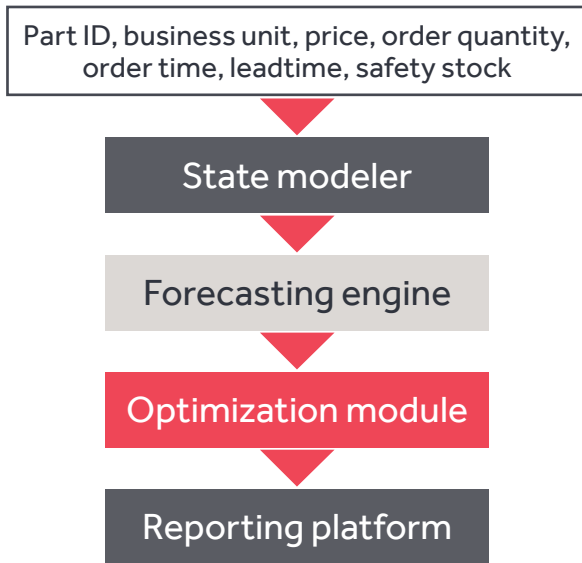 Part ID, business unit, price, order quantity,
order time, leadtime, safety stock
State modeler
Forecasting engine
Optimization module
Reporting platform